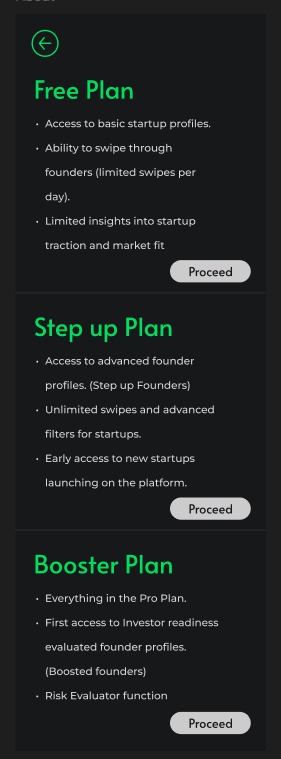 Free Plan
• Access to basic startup profiles.
• Ability to swipe through
founders (limited swipes per
day).
• Limited insights into startup
traction and market fit
Proceed
Step up Plan
• Access to advanced founder
profiles. (Step up Founders)
• Unlimited swipes and advanced
filters for startups.
• Early access to new startups
launching on the platform.
Proceed
Booster Plan
• Everything in the Pro Plan.
• First access to Investor readiness
evaluated founder profiles.
(Boosted founders)
• Risk Evaluator function
Proceed